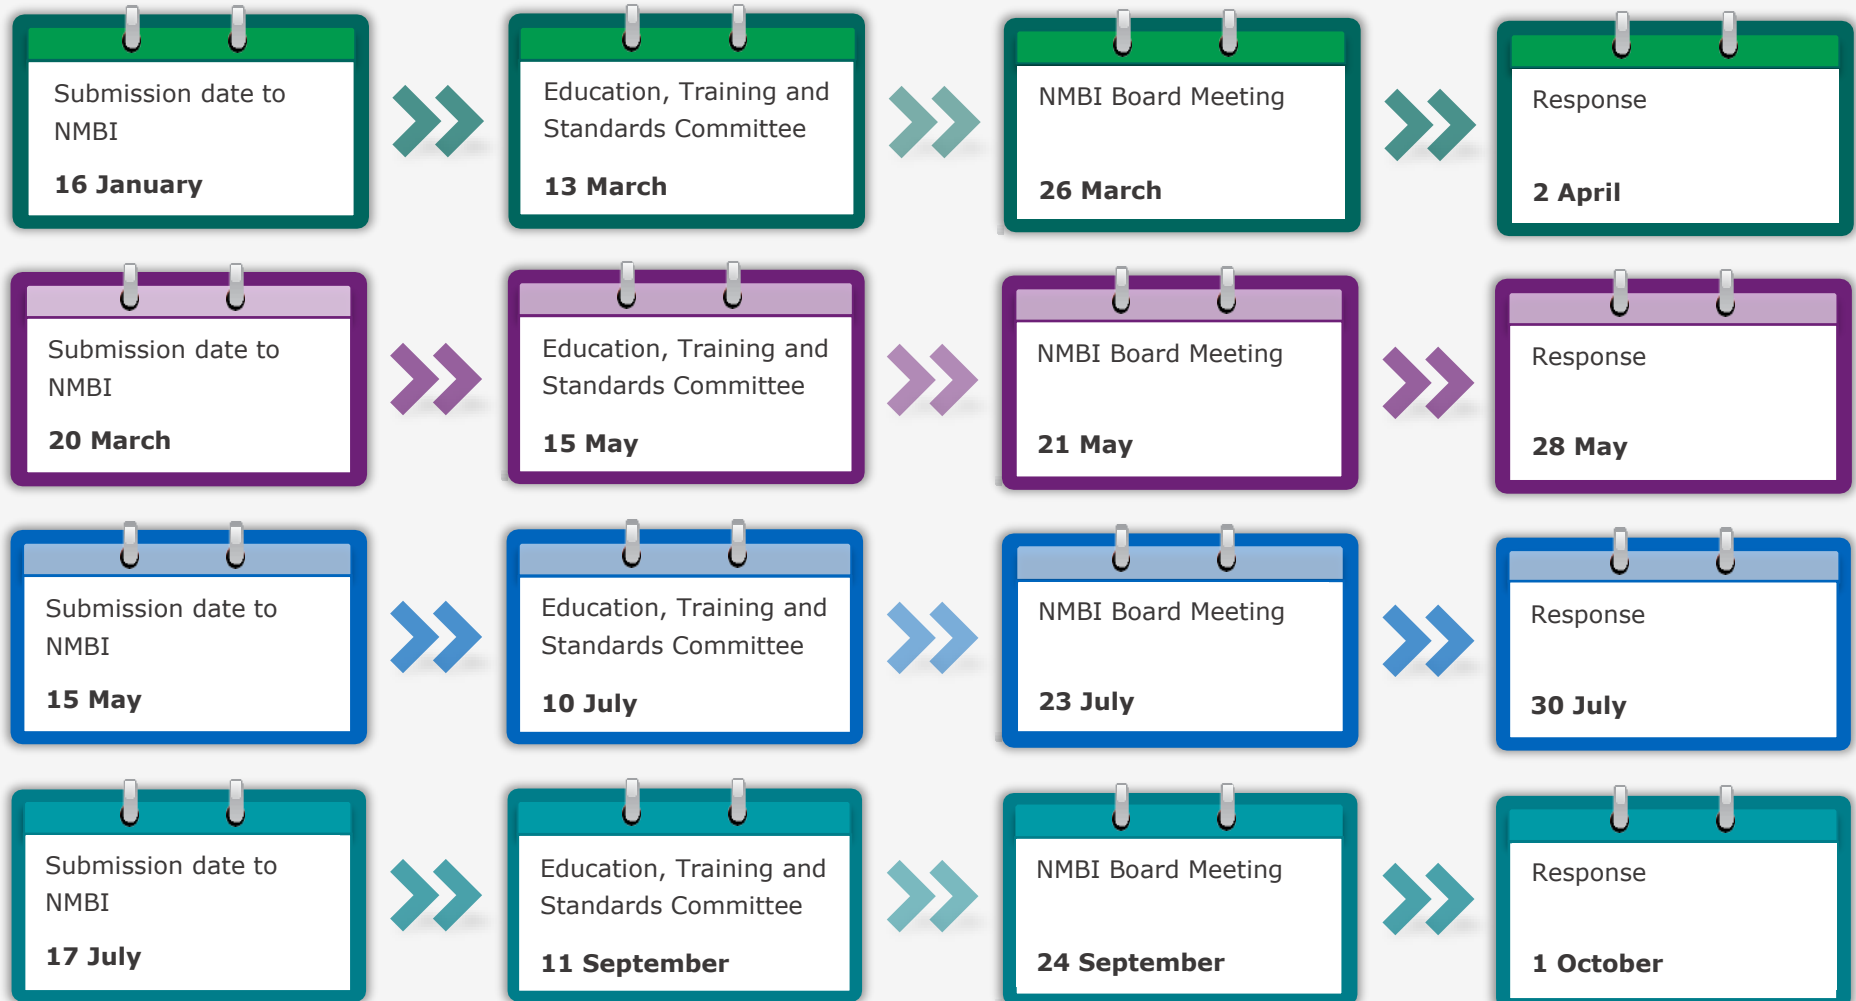 Submission date to
NMBI
16 January
Education, Training and
Standards Committee
13 March
NMBI Board Meeting
26 March
Response
2 April
Submission date to
NMBI
20 March
Education, Training and
Standards Committee
15 May
NMBI Board Meeting
21 May
Response
28 May
Submission date to
NMBI
15 May
Education, Training and
Standards Committee
10 July
NMBI Board Meeting
23 July
Response
30 July
Submission date to
NMBI
17 July
Education, Training and
Standards Committee
11 September
NMBI Board Meeting
24 September
Response
1 October